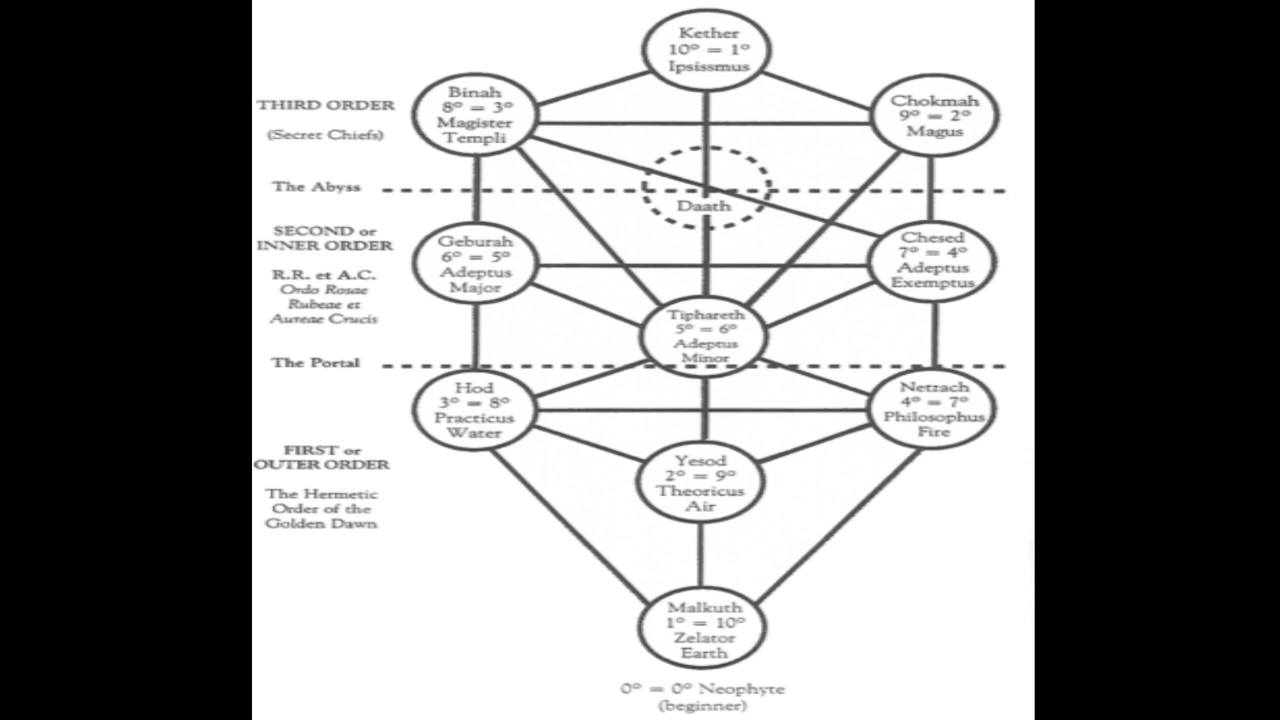 Kether
10° = 1°
Ipsissmus
Binah
8° = 3°
Magister
Templi
Chokmah
9° = 2°
Magus
THIRD ORDER
(Secret Chiefs)
The Abyss
Daath
SECOND or
INNER ORDER
R.R. et A.C.
Ordo Rosae
Rubeae et
Aureae Crucis
Geburah
6° = 5°
Adeptus
Major
Chesed
7° = 4°
Adeptus
Exemptus
Tiphareth
5° = 6°
Adeptus
Minor
The Portal
Hod
3° = 8°
Practicus
Water
Netzach
4° = 7°
Philosophus
Fire
FIRST or
OUTER ORDER
The Hermetic
Order of the
Golden Dawn
Yesod
2° = 9°
Theoricus
Air
Malkuth
1° = 10°
Zelator
Earth
0° = 0° Neophyte
(beginner)